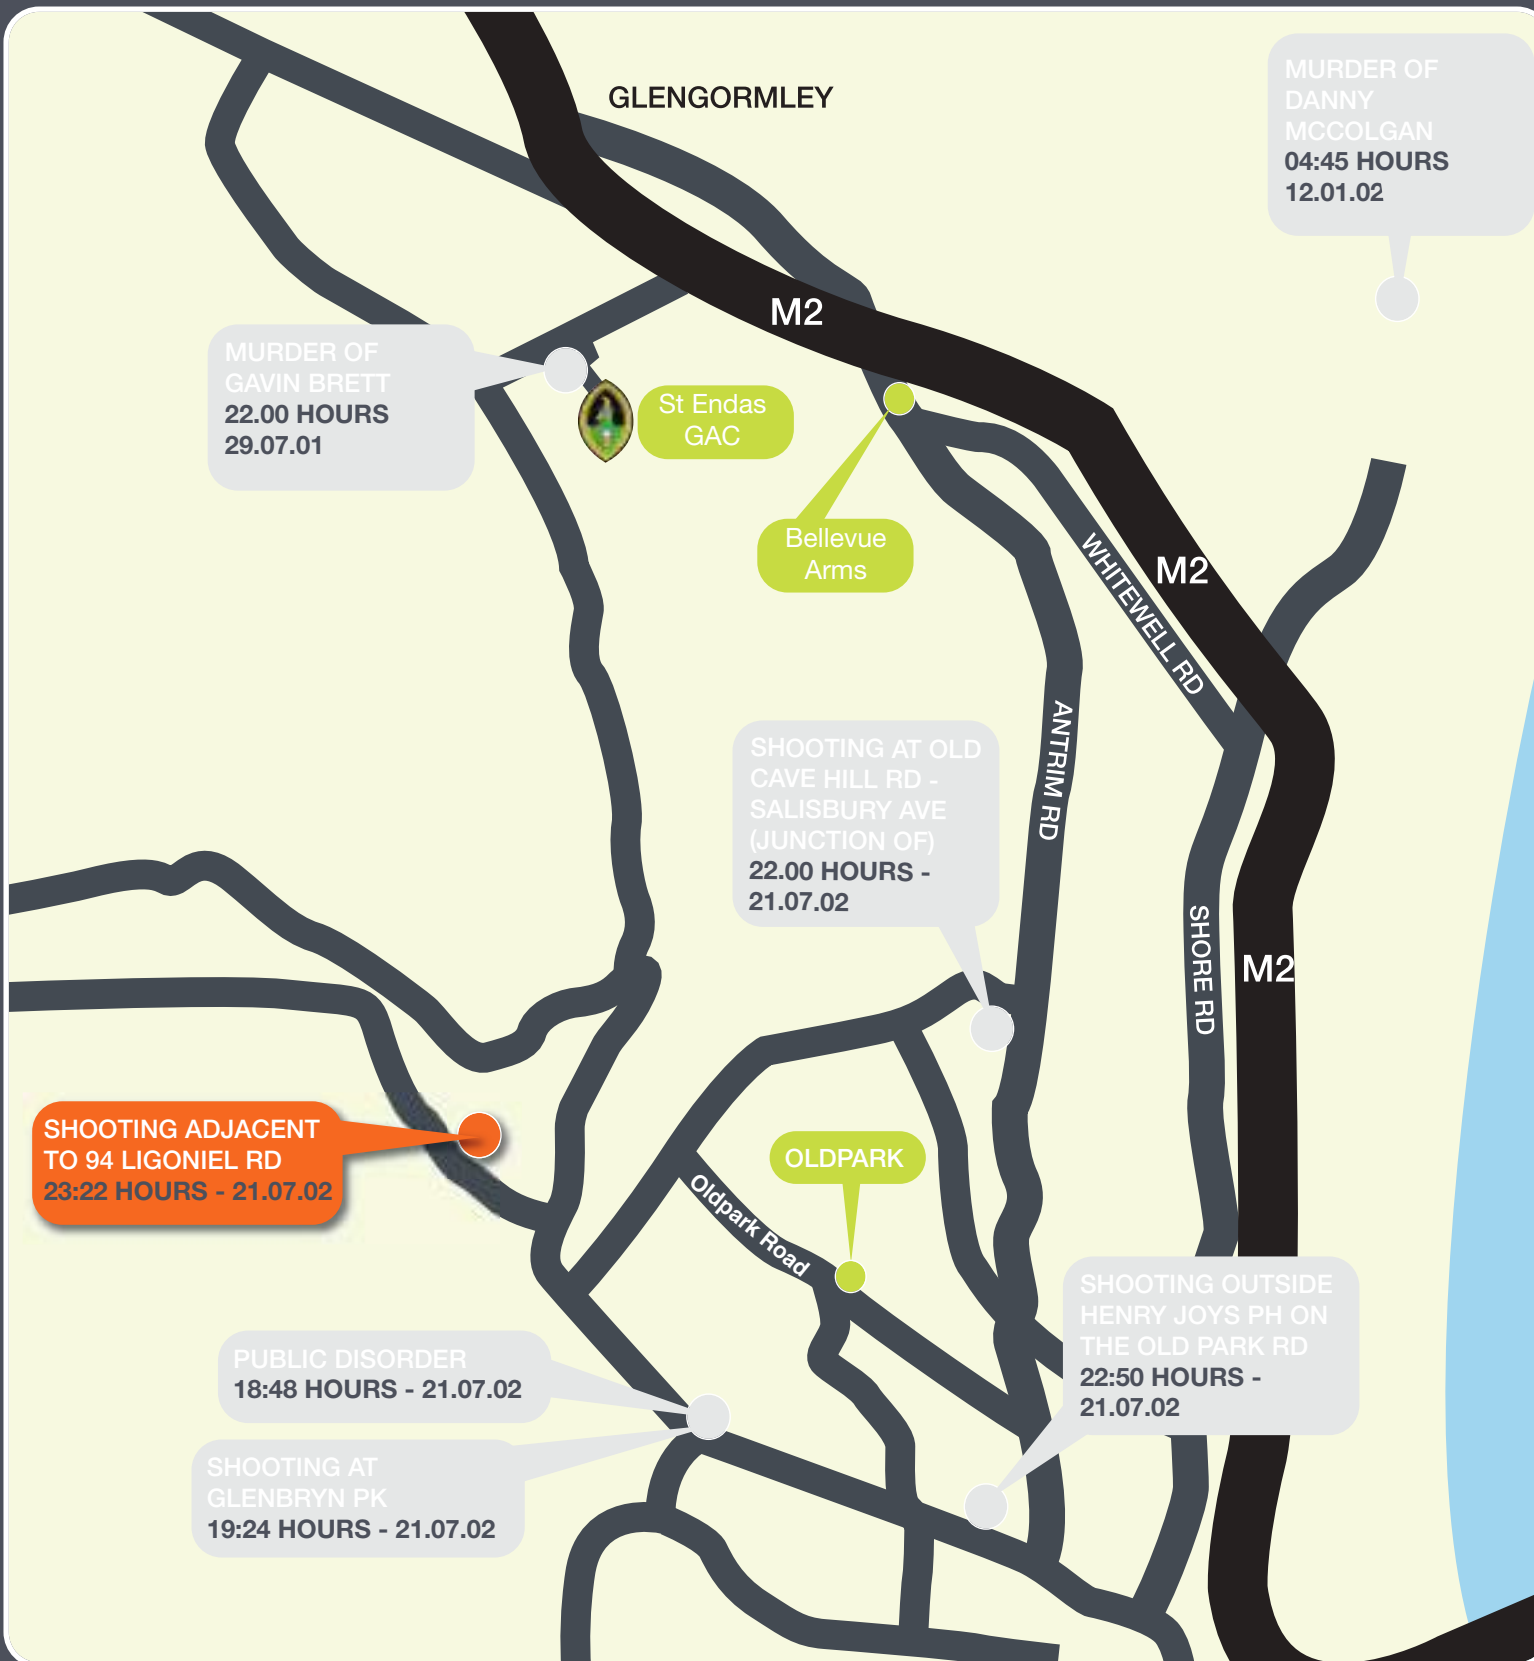 GLENGORMLEY
MURDER OF
DANNY
MCCOLGAN
04:45 HOURS
12.01.02
M2
MURDER OF
GAVIN BRETT
22.00 HOURS
29.07.01
St Endas
GAC
Bellevue
Arms
WHITEWELL RD
M2
ANTRIM RD
SHOOTING AT OLD
CAVE HILL RD -
SALISBURY AVE
(JUNCTION OF)
22.00 HOURS -
21.07.02
SHORE RD
M2
SHOOTING ADJACENT
TO 94 LIGONIEL RD
23:22 HOURS - 21.07.02
OLDPARK
Oldpark Road
SHOOTING OUTSIDE
HENRY JOYS PH ON
THE OLD PARK RD
22:50 HOURS -
21.07.02
PUBLIC DISORDER
18:48 HOURS - 21.07.02
SHOOTING AT
GLENBRYN PK
19:24 HOURS - 21.07.02